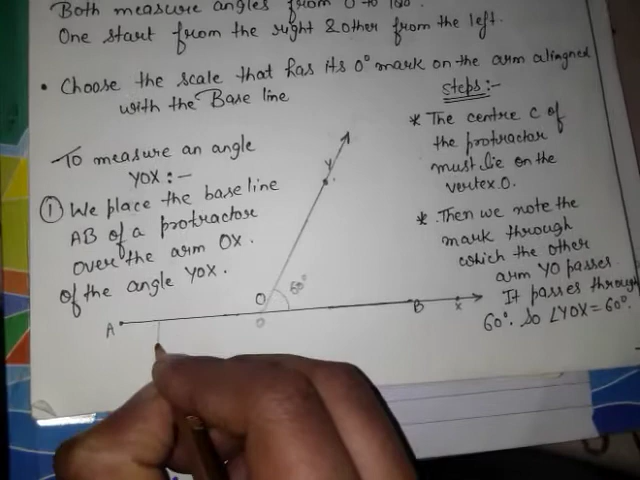 Both measure angles from 0 to 180.
One start from the right & other from the left.
• Choose the scale that has its 0° mark on the arm alingned
with the Base line
To measure an angle
YOX :-
① We place the baseline
AB of a protractor
over the arm OX.
of the angle YOX.
steps:-
* The centre C of
the protractor
must lie on the
vertex O.
* Then we note the
mark through
which the other
arm YO passes.
It passes through
60°. So ∠YOX = 60°.
Y
O
60°
A
O
B
X